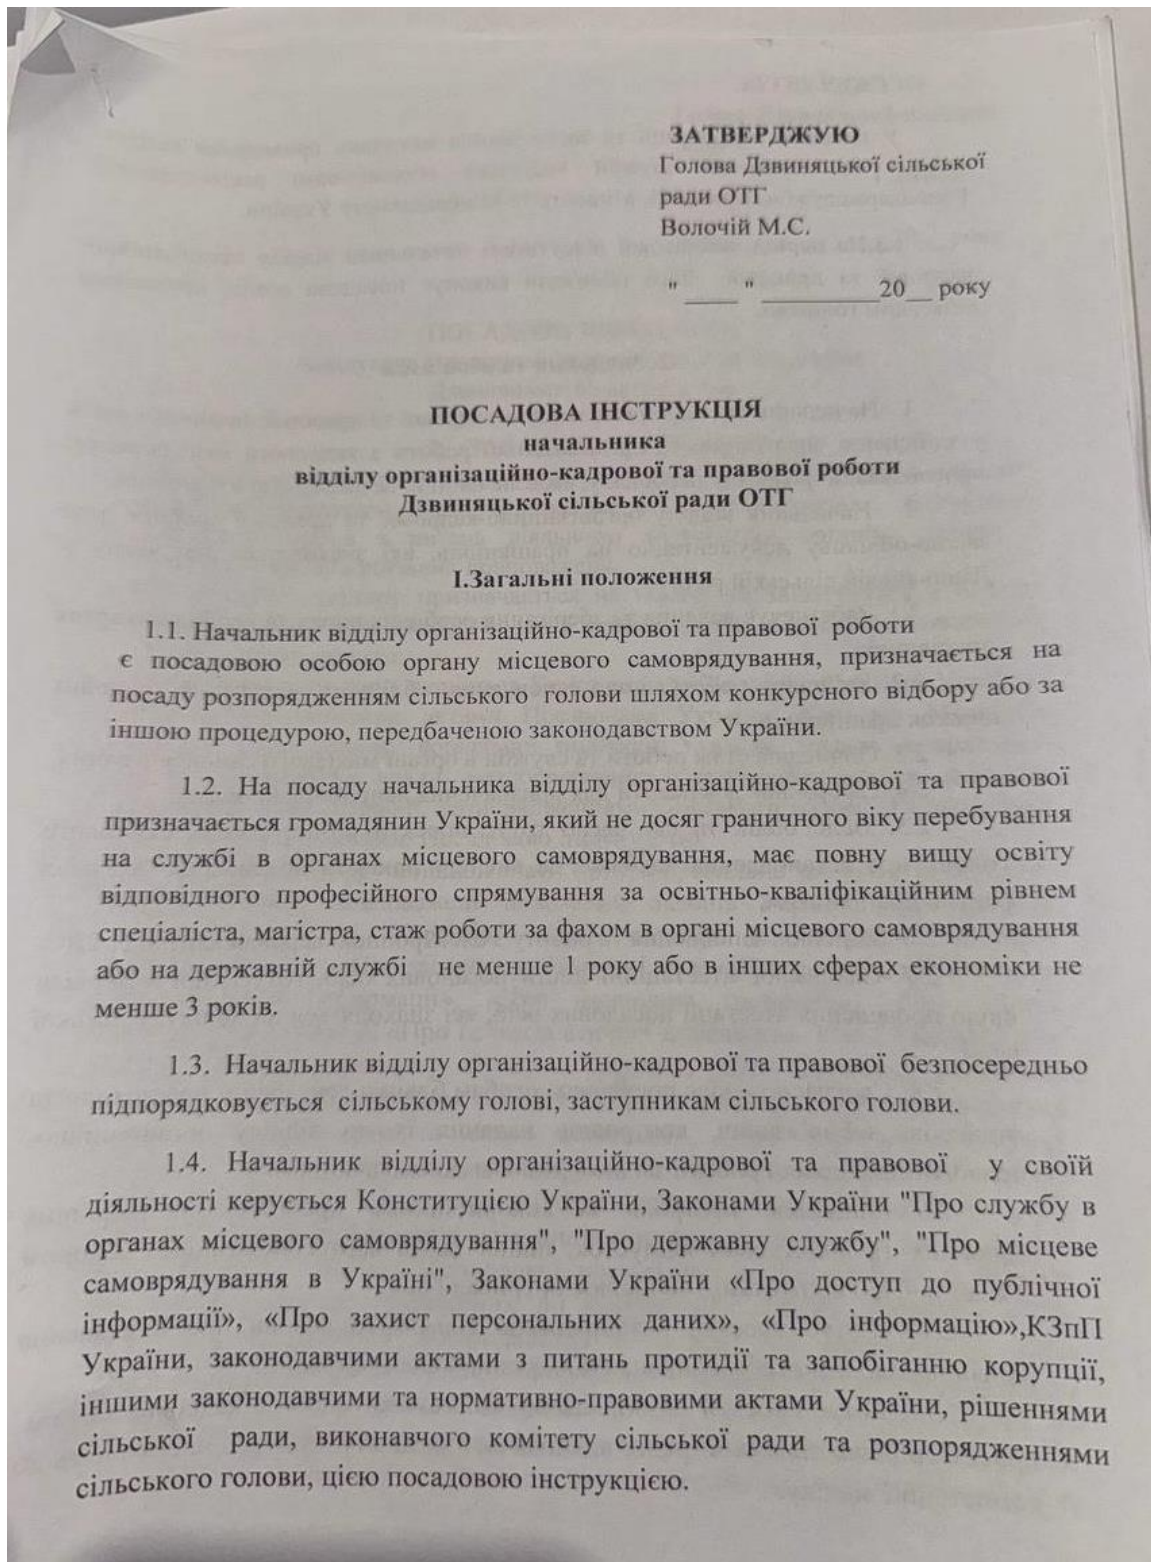 ЗАТВЕРДЖУЮ
Голова Дзвиняцької сільської
ради ОТГ
Волочій М.С.
" ____ " _________20__ року
ПОСАДОВА ІНСТРУКЦІЯ
начальника
відділу організаційно-кадрової та правової роботи
Дзвиняцької сільської ради ОТГ
І.Загальні положення
1.1. Начальник відділу організаційно-кадрової та правової роботи
є посадовою особою органу місцевого самоврядування, призначається на
посаду розпорядженням сільського голови шляхом конкурсного відбору або за
іншою процедурою, передбаченою законодавством України.
1.2. На посаду начальника відділу організаційно-кадрової та правової
призначається громадянин України, який не досяг граничного віку перебування
на службі в органах місцевого самоврядування, має повну вищу освіту
відповідного професійного спрямування за освітньо-кваліфікаційним рівнем
спеціаліста, магістра, стаж роботи за фахом в органі місцевого самоврядування
або на державній службі не менше 1 року або в інших сферах економіки не
менше 3 років.
1.3. Начальник відділу організаційно-кадрової та правової безпосередньо
підпорядковується сільському голові, заступникам сільського голови.
1.4. Начальник відділу організаційно-кадрової та правової у своїй
діяльності керується Конституцією України, Законами України "Про службу в
органах місцевого самоврядування", "Про державну службу", "Про місцеве
самоврядування в Україні", Законами України «Про доступ до публічної
інформації», «Про захист персональних даних», «Про інформацію»,КЗпП
України, законодавчими актами з питань протидії та запобіганню корупції,
іншими законодавчими та нормативно-правовими актами України, рішеннями
сільської ради, виконавчого комітету сільської ради та розпорядженнями
сільського голови, цією посадовою інструкцією.